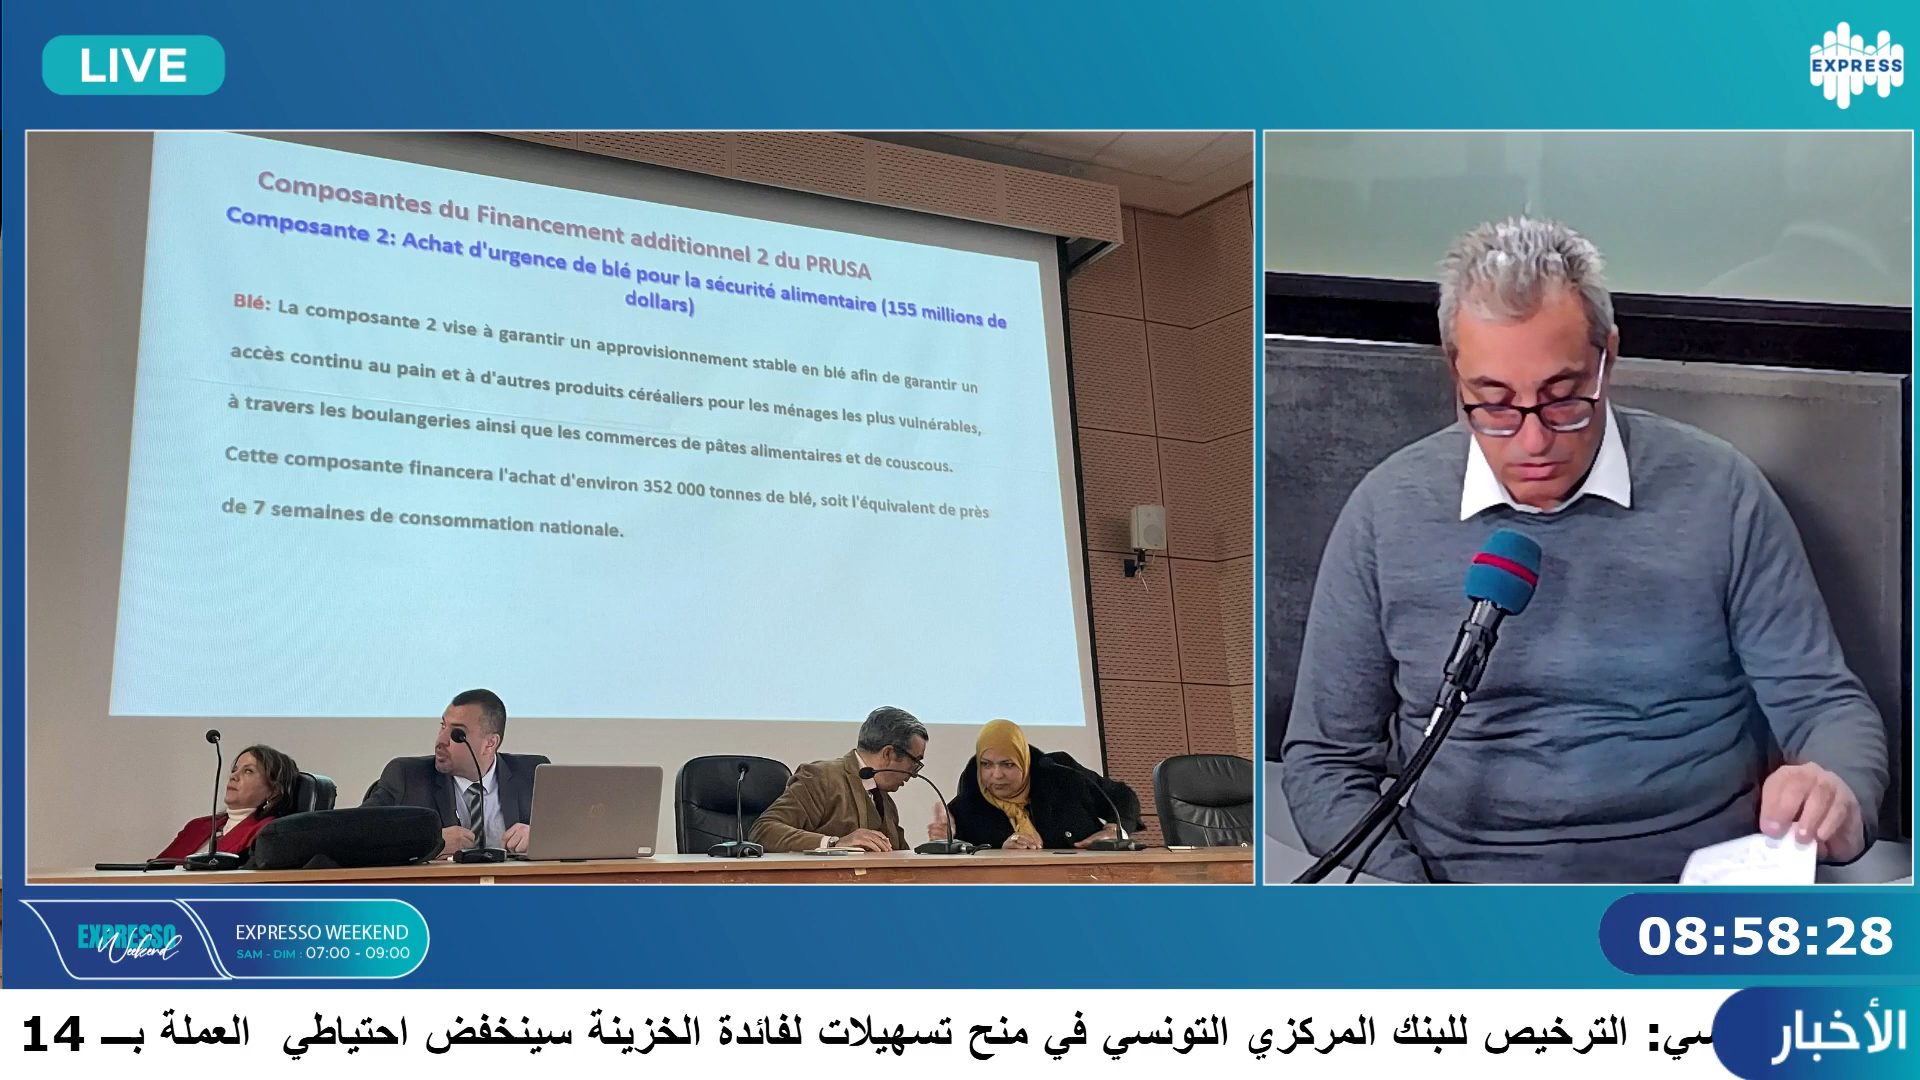 LIVE
EXPRESS
Composantes du Financement additionnel 2 du PRUSA
Composante 2: Achat d'urgence de blé pour la sécurité alimentaire (155 millions de
dollars)
Blé: La composante 2 vise à garantir un approvisionnement stable en blé afin de garantir un
accès continu au pain et à d'autres produits céréaliers pour les ménages les plus vulnérables,
à travers les boulangeries ainsi que les commerces de pâtes alimentaires et de couscous.
Cette composante financera l'achat d'environ 352 000 tonnes de blé, soit l'équivalent de près
de 7 semaines de consommation nationale.
EXPRESSO
Weekend
EXPRESSO WEEKEND
SAM - DIM : 07:00 - 09:00
08:58:28
الأخبار
سي: الترخيص للبنك المركزي التونسي في منح تسهيلات لفائدة الخزينة سينخفض احتياطي العملة بـــ 14